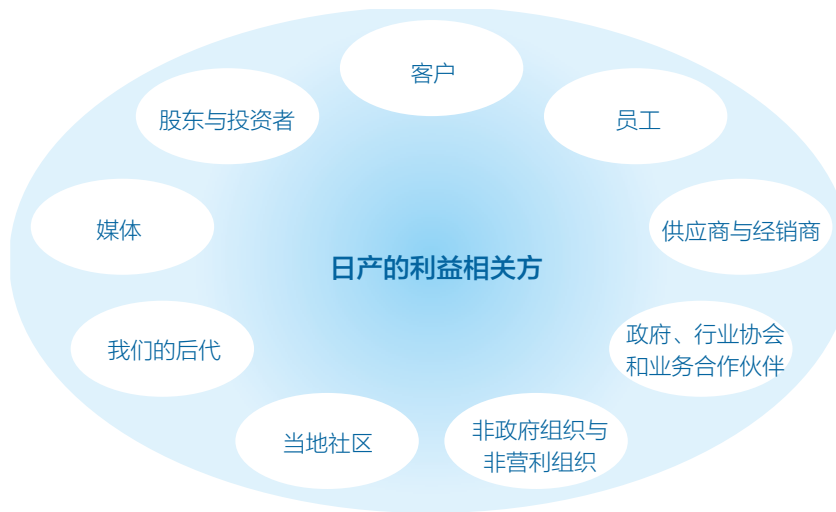 客户
股东与投资者
员工
媒体
供应商与经销商
日产的利益相关方
我们的后代
政府、行业协会
和业务合作伙伴
当地社区
非政府组织与
非营利组织